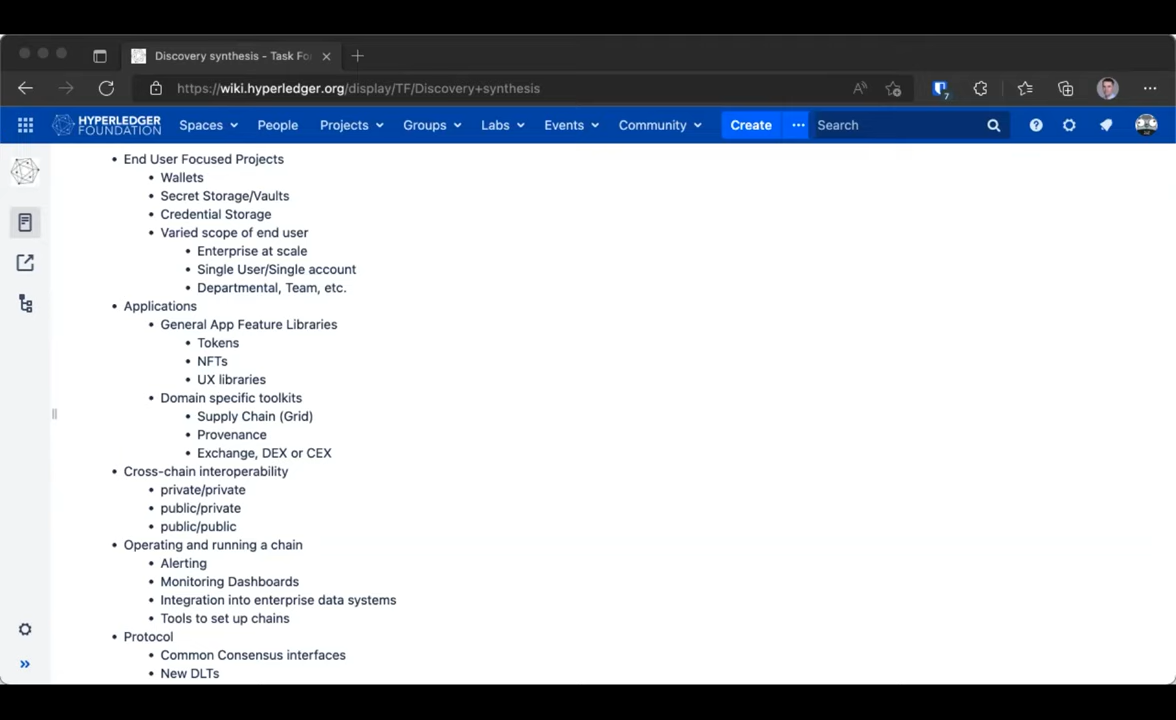 Discovery synthesis - Task Fo
https://wiki.hyperledger.org/display/TF/Discovery+synthesis
7
HYPERLEDGER FOUNDATION
Spaces People Projects Groups Labs Events Community Create Search
End User Focused Projects
Wallets
Secret Storage/Vaults
Credential Storage
Varied scope of end user
Enterprise at scale
Single User/Single account
Departmental, Team, etc.
Applications
General App Feature Libraries
Tokens
NFTs
UX libraries
Domain specific toolkits
Supply Chain (Grid)
Provenance
Exchange, DEX or CEX
Cross-chain interoperability
private/private
public/private
public/public
Operating and running a chain
Alerting
Monitoring Dashboards
Integration into enterprise data systems
Tools to set up chains
Protocol
Common Consensus interfaces
New DLTs